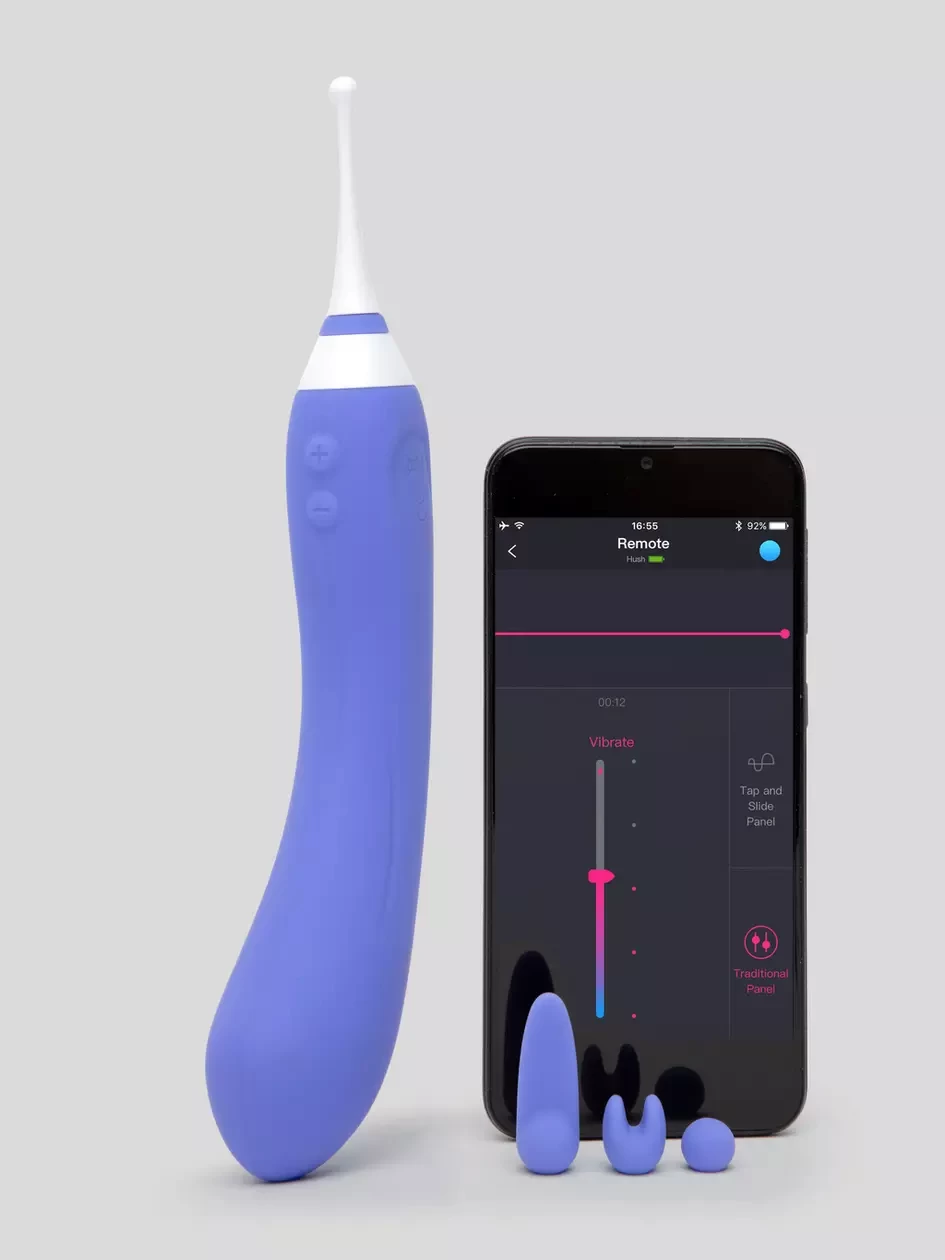 +
−
16:55
92%
Remote
Hush
00:12
Vibrate
Tap and
Slide
Panel
Traditional
Panel